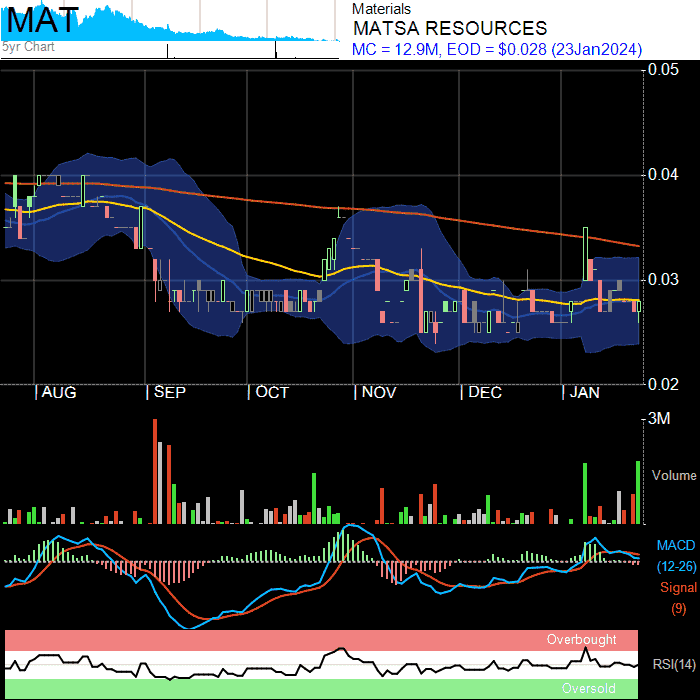 MAT
5yr Chart
Materials
MATSA RESOURCES
MC = 12.9M, EOD = $0.028 (23Jan2024)
0.05
0.04
0.03
0.02
AUG SEP OCT NOV DEC JAN
3M
Volume
MACD
(12-26)
Signal
(9)
Overbought
RSI(14)
Oversold